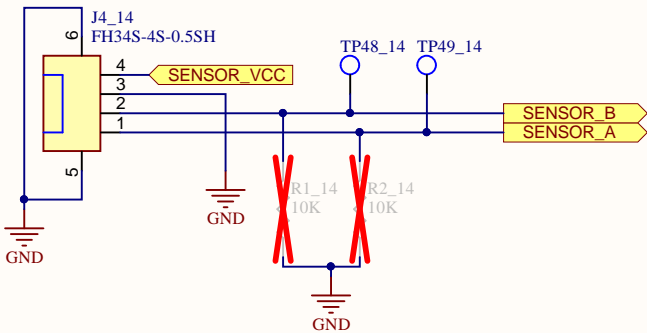 J4_14
FH34S-4S-0.5SH
6
4
3
2
1
5
SENSOR_VCC
TP48_14
TP49_14
SENSOR_B
SENSOR_A
R1_14
10K
R2_14
10K
GND
GND
GND